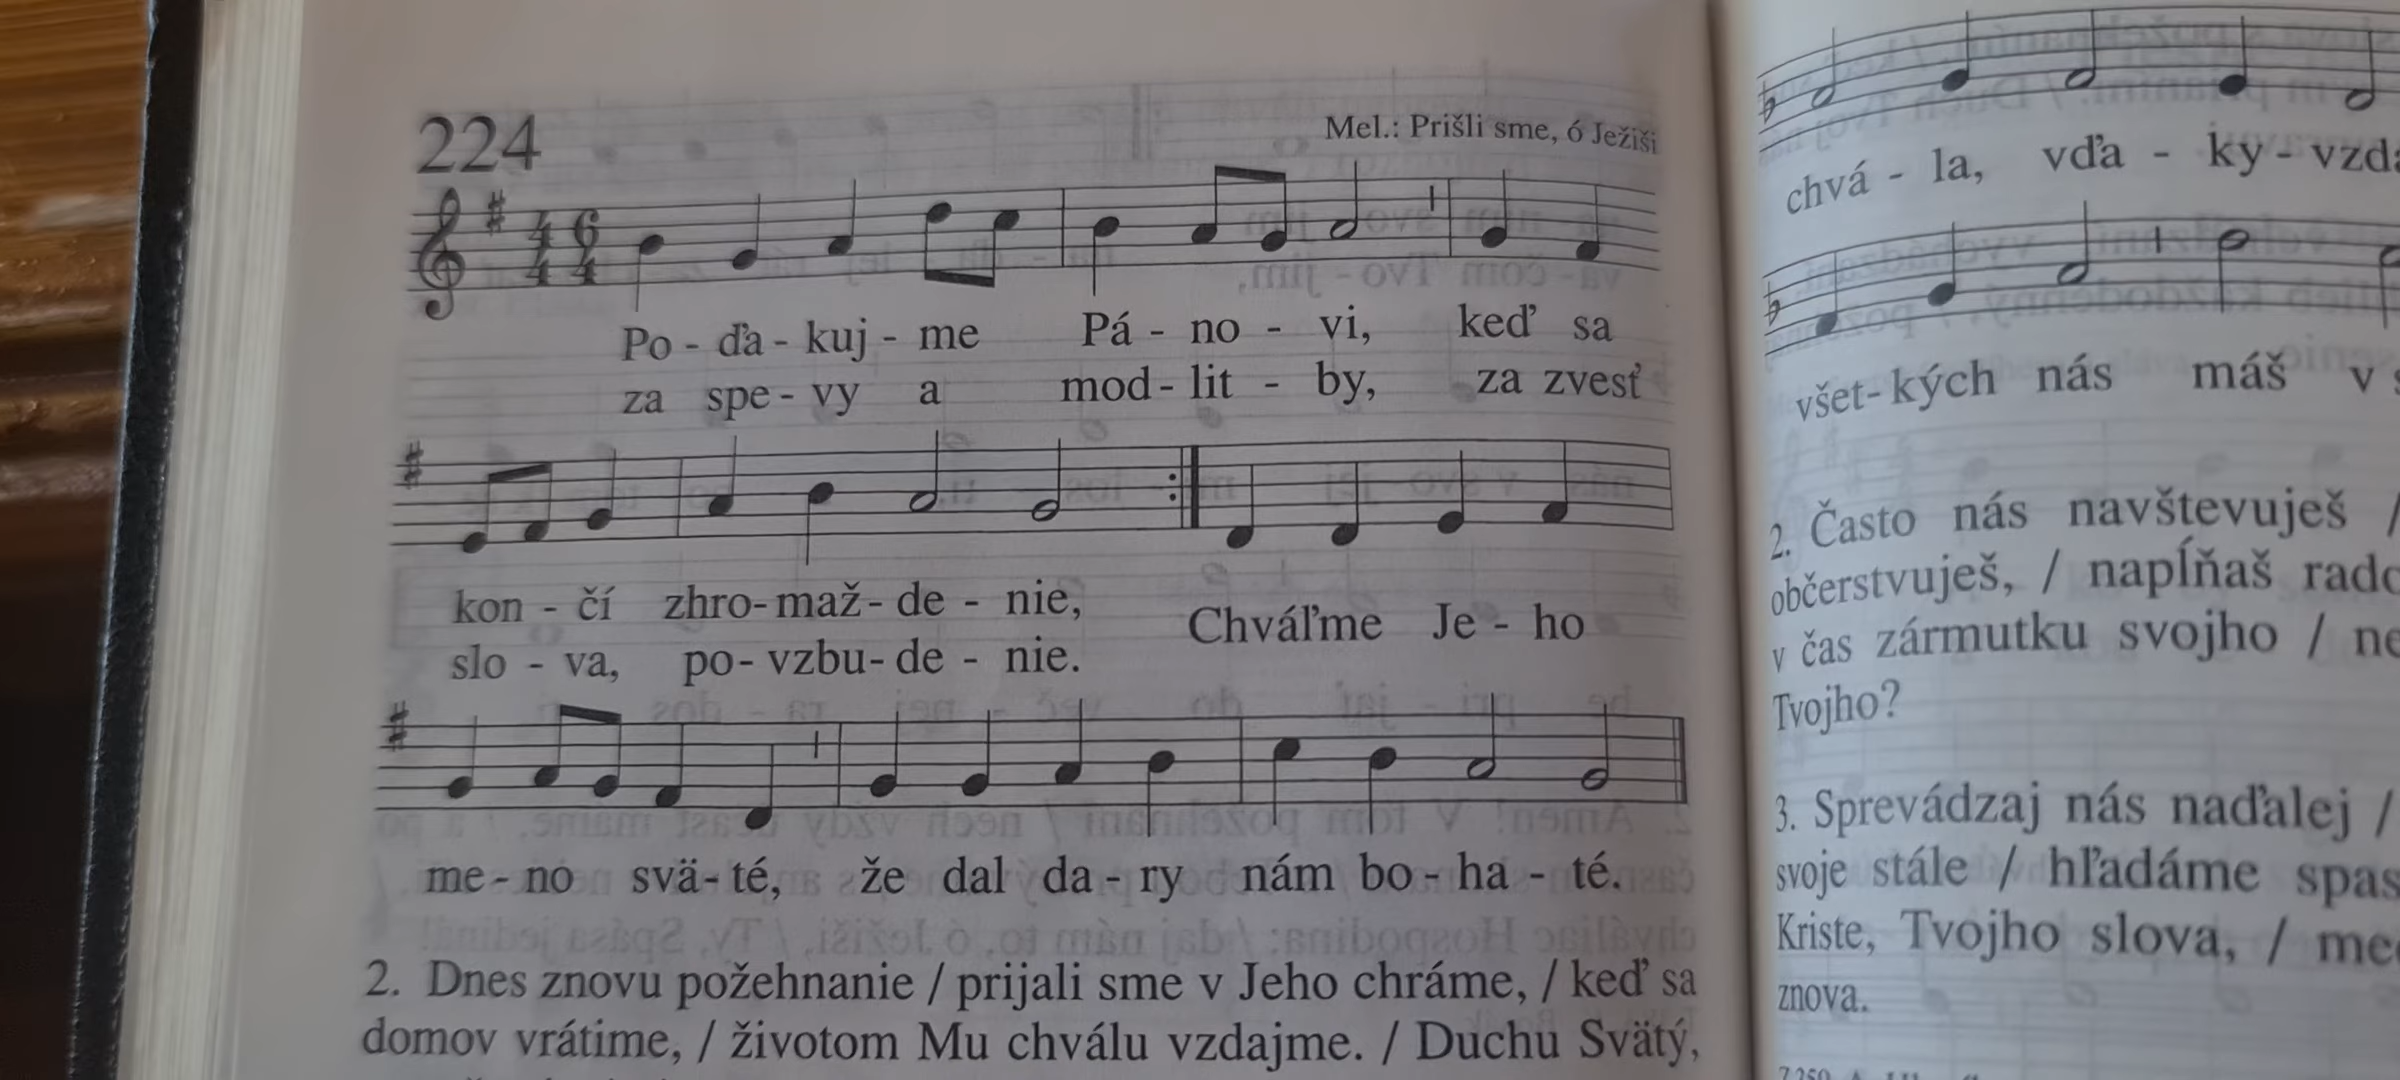 224
Mel.: Prišli sme, ó Ježiši
4 6
4 4
Po - ďa - kuj - me Pá - no - vi, keď sa
za spe - vy a mod - lit - by, za zvesť
kon - čí zhro - maž - de - nie,
slo - va, po - vzbu - de - nie.
Chváľme Je - ho
me - no svä - té, že dal da - ry nám bo - ha - té.
2. Dnes znovu požehnanie / prijali sme v Jeho chráme, / keď sa
domov vrátime, / životom Mu chválu vzdajme. / Duchu Svätý,
chvá - la, vďa - ky - vzd
všet - kých nás máš v
2. Často nás navštevuješ /
občerstvuješ, / napĺňaš
v čas zármutku svojho /
Tvojho?
3. Sprevádzaj nás naďalej /
svoje stále / hľadáme
Kriste, Tvojho slova, /
znova.